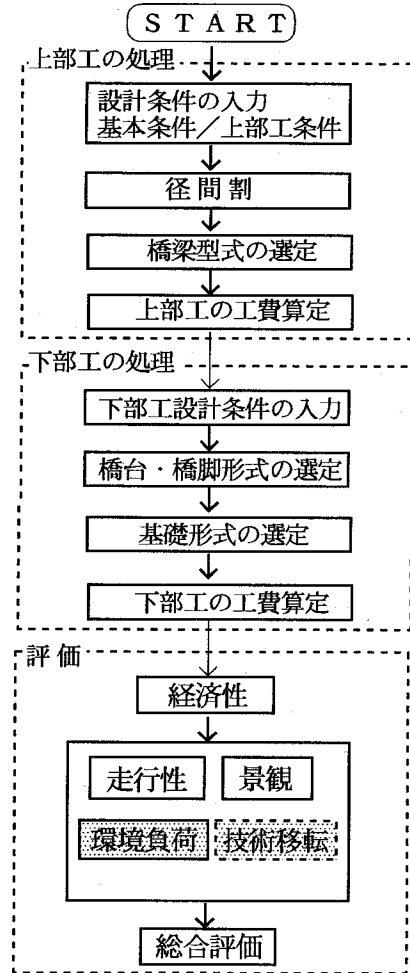 START
上部工の処理
設計条件の入力
基本条件／上部工条件
径間割
橋梁型式の選定
上部工の工費算定
下部工の処理
下部工設計条件の入力
橋台・橋脚形式の選定
基礎形式の選定
下部工の工費算定
評価
経済性
走行性 景観
環境負荷 技術移転
総合評価